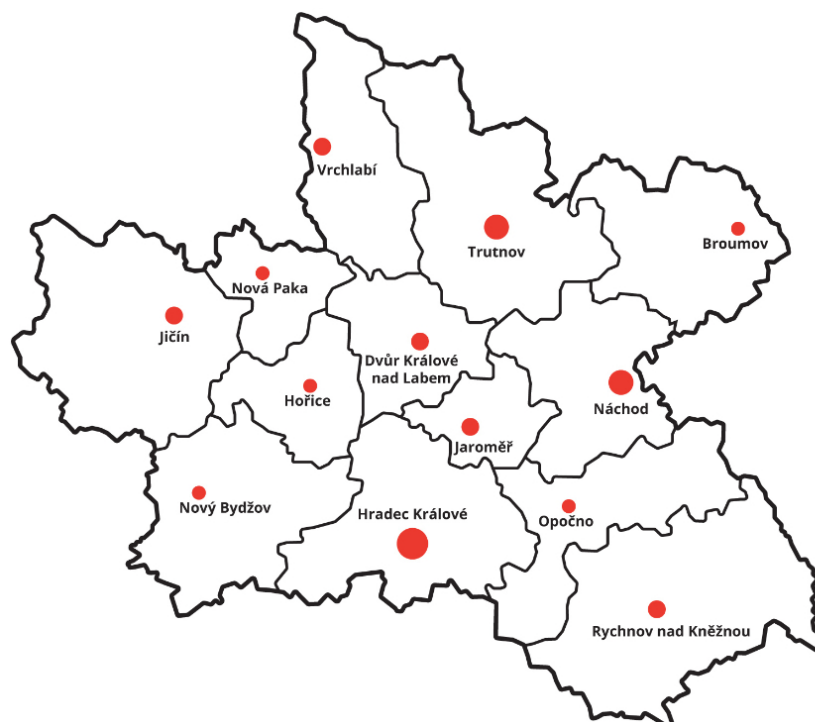 Vrchlabí
Broumov
Trutnov
Nová Paka
Jičín
Dvůr Králové
nad Labem
Hořice
Náchod
Jaroměř
Nový Bydžov
Hradec Králové
Opočno
Rychnov nad Kněžnou